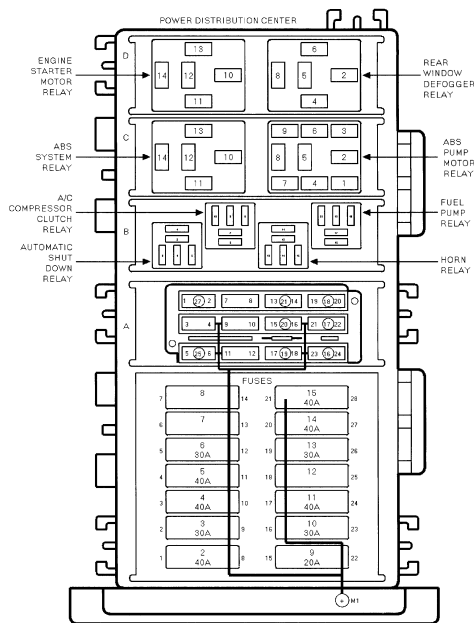 POWER DISTRIBUTION CENTER
D
13
14 12 10
11
6
8 5 2
4
ENGINE
STARTER
MOTOR
RELAY
REAR
WINDOW
DEFOGGER
RELAY
C
13
14 12 10
11
9 6 3
8 5 2
7 4 1
ABS
SYSTEM
RELAY
ABS
PUMP
MOTOR
RELAY
A/C
COMPRESSOR
CLUTCH
RELAY
FUEL
PUMP
RELAY
B
AUTOMATIC
SHUT
DOWN
RELAY
HORN
RELAY
A
1 27 2 7 8 13 21 14 19 18 20
3 4 9 10 15 20 16 21 17 22
5 25 6 11 12 17 19 18 23 16 24
FUSES
7 8 14 21 15 40A 28
6 7 13 20 14 40A 27
5 6 30A 12 19 13 30A 26
4 5 40A 11 18 12 25
3 4 40A 10 17 11 40A 24
2 3 30A 9 16 10 30A 23
1 2 40A 8 15 9 20A 22
+ M1